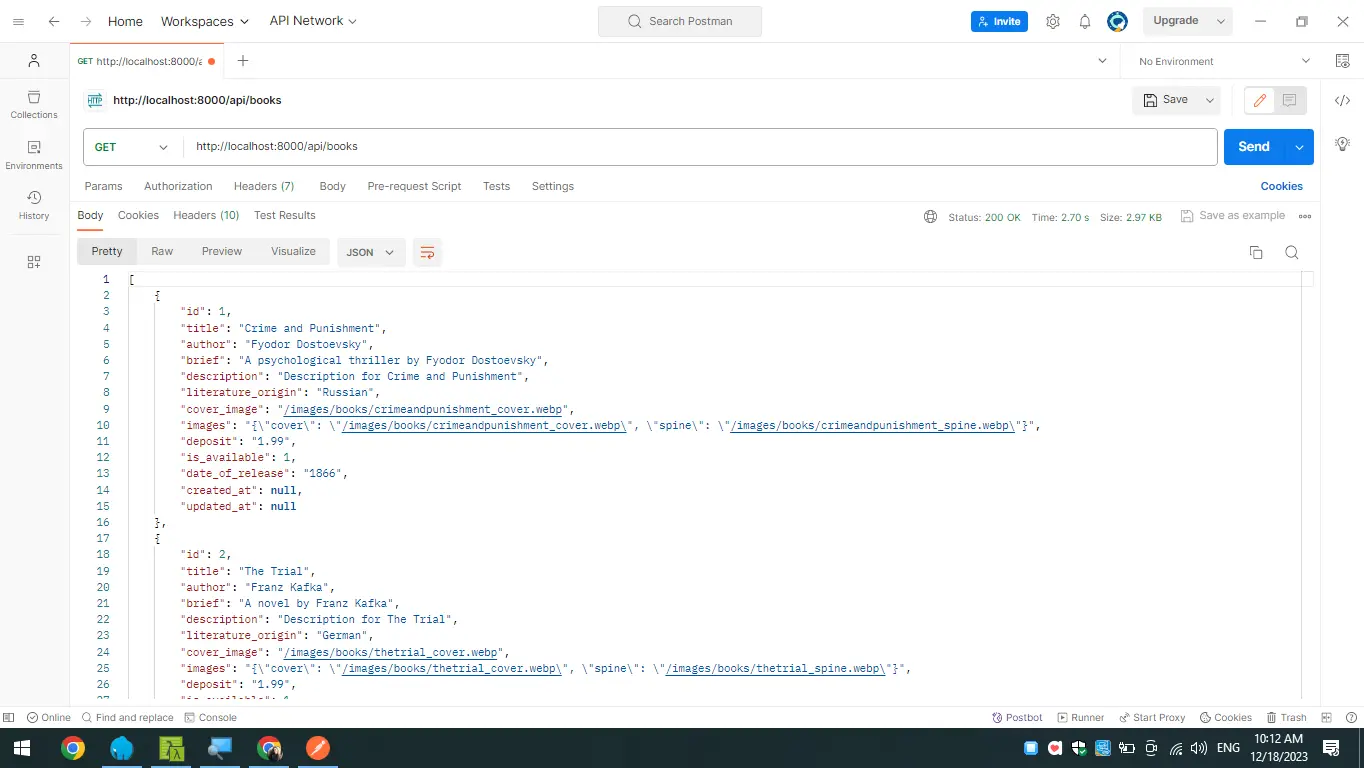 Home Workspaces API Network Search Postman Invite Upgrade
GET http://localhost:8000/a No Environment
HTTP http://localhost:8000/api/books Save
GET http://localhost:8000/api/books Send
Params Authorization Headers (7) Body Pre-request Script Tests Settings Cookies
Body Cookies Headers (10) Test Results Status: 200 OK Time: 2.70 s Size: 2.97 KB Save as example
Pretty Raw Preview Visualize JSON
Collections
Environments
History
1 [
2 {
3 "id": 1,
4 "title": "Crime and Punishment",
5 "author": "Fyodor Dostoevsky",
6 "brief": "A psychological thriller by Fyodor Dostoevsky",
7 "description": "Description for Crime and Punishment",
8 "literature_origin": "Russian",
9 "cover_image": "/images/books/crimeandpunishment_cover.webp",
10 "images": "{\"cover\": \"/images/books/crimeandpunishment_cover.webp\", \"spine\": \"/images/books/crimeandpunishment_spine.webp\"}",
11 "deposit": "1.99",
12 "is_available": 1,
13 "date_of_release": "1866",
14 "created_at": null,
15 "updated_at": null
16 },
17 {
18 "id": 2,
19 "title": "The Trial",
20 "author": "Franz Kafka",
21 "brief": "A novel by Franz Kafka",
22 "description": "Description for The Trial",
23 "literature_origin": "German",
24 "cover_image": "/images/books/thetrial_cover.webp",
25 "images": "{\"cover\": \"/images/books/thetrial_cover.webp\", \"spine\": \"/images/books/thetrial_spine.webp\"}",
26 "deposit": "1.99",
27 "is_available": 1
Online Find and replace Console Postbot Runner Start Proxy Cookies Trash
ENG 10:12 AM
12/18/2023